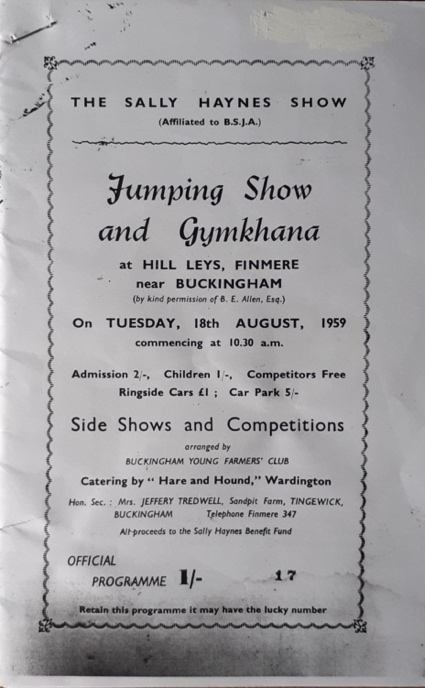 THE SALLY HAYNES SHOW
(Affiliated to B.S.J.A.)
Jumping Show
and Gymkhana
at HILL LEYS, FINMERE
near BUCKINGHAM
(by kind permission of B. E. Allen, Esq.)
On TUESDAY, 18th AUGUST, 1959
commencing at 10.30 a.m.
Admission 2/-, Children 1/-, Competitors Free
Ringside Cars £1 ; Car Park 5/-
Side Shows and Competitions
arranged by
BUCKINGHAM YOUNG FARMERS' CLUB
Catering by " Hare and Hound," Wardington
Hon. Sec. : Mrs. JEFFERY TREDWELL, Sandpit Farm, TINGEWICK,
BUCKINGHAM Telephone Finmere 347
All proceeds to the Sally Haynes Benefit Fund
OFFICIAL
PROGRAMME 1/- 17
Retain this programme it may have the lucky number